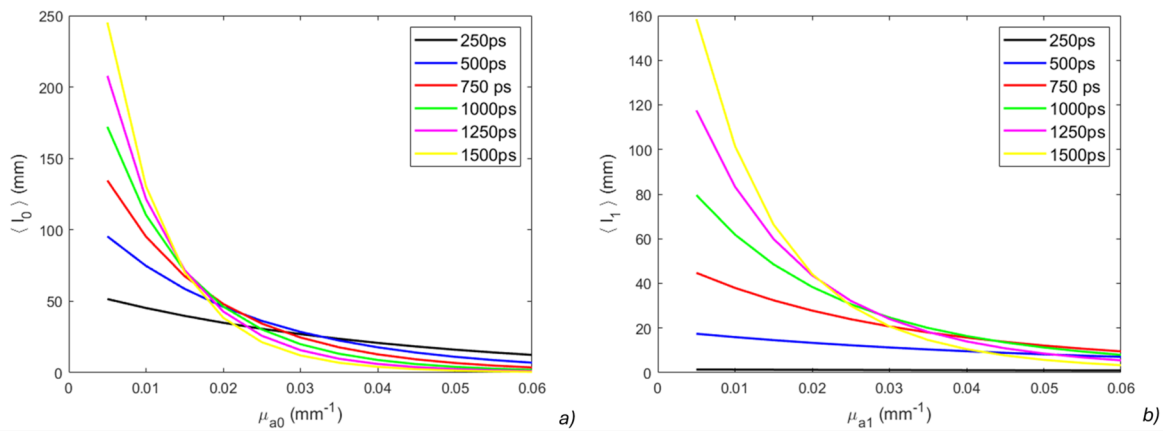 250
200
150
100
50
0
⟨ l0 ⟩ (mm)
250ps
500ps
750 ps
1000ps
1250ps
1500ps
0 0.01 0.02 0.03 0.04 0.05 0.06
μa0 (mm-1)
a)
160
140
120
100
80
60
40
20
0
⟨ l1 ⟩ (mm)
250ps
500ps
750 ps
1000ps
1250ps
1500ps
0 0.01 0.02 0.03 0.04 0.05 0.06
μa1 (mm-1)
b)